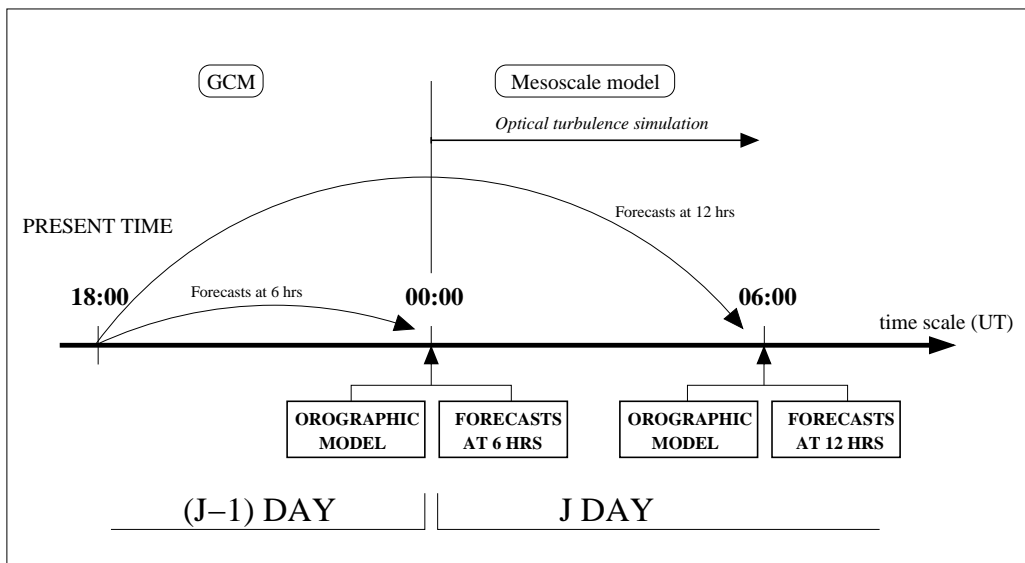 GCM
Mesoscale model
Optical turbulence simulation
Forecasts at 12 hrs
PRESENT TIME
18:00
Forecasts at 6 hrs
00:00
06:00
time scale (UT)
OROGRAPHIC
MODEL
FORECASTS
AT 6 HRS
OROGRAPHIC
MODEL
FORECASTS
AT 12 HRS
(J–1) DAY
J DAY